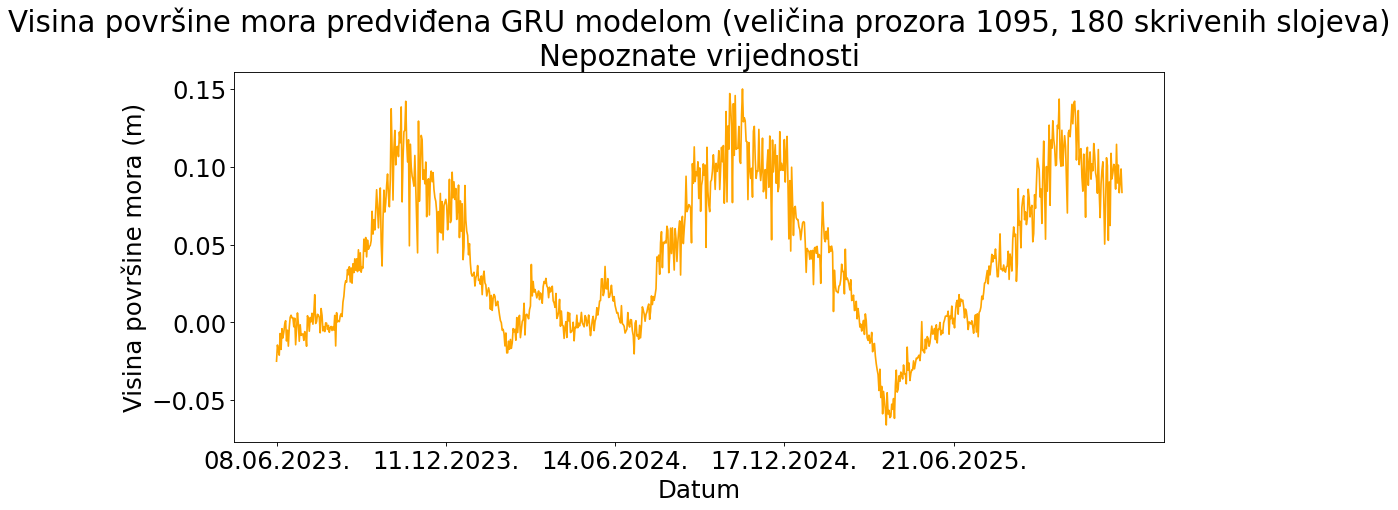 Visina površine mora predviđena GRU modelom (veličina prozora 1095, 180 skrivenih slojeva)
Nepoznate vrijednosti
Visina površine mora (m)
0.15
0.10
0.05
0.00
−0.05
08.06.2023. 11.12.2023. 14.06.2024. 17.12.2024. 21.06.2025.
Datum